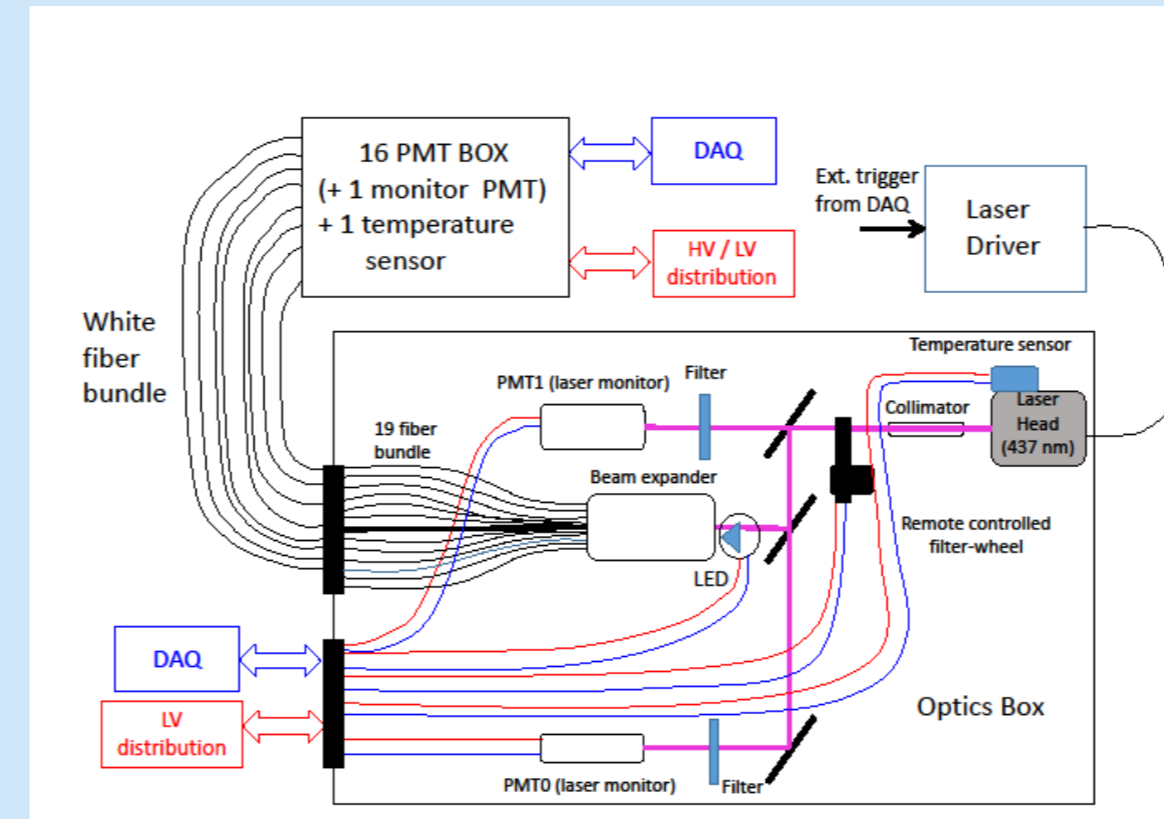 16 PMT BOX
(+ 1 monitor PMT)
+ 1 temperature
sensor
DAQ
HV / LV
distribution
Ext. trigger
from DAQ
Laser
Driver
White
fiber
bundle
Temperature sensor
PMT1 (laser monitor)
Filter
Collimator
Laser
Head
(437 nm)
19 fiber
bundle
Beam expander
LED
Remote controlled
filter-wheel
DAQ
LV
distribution
Optics Box
PMT0 (laser monitor)
Filter